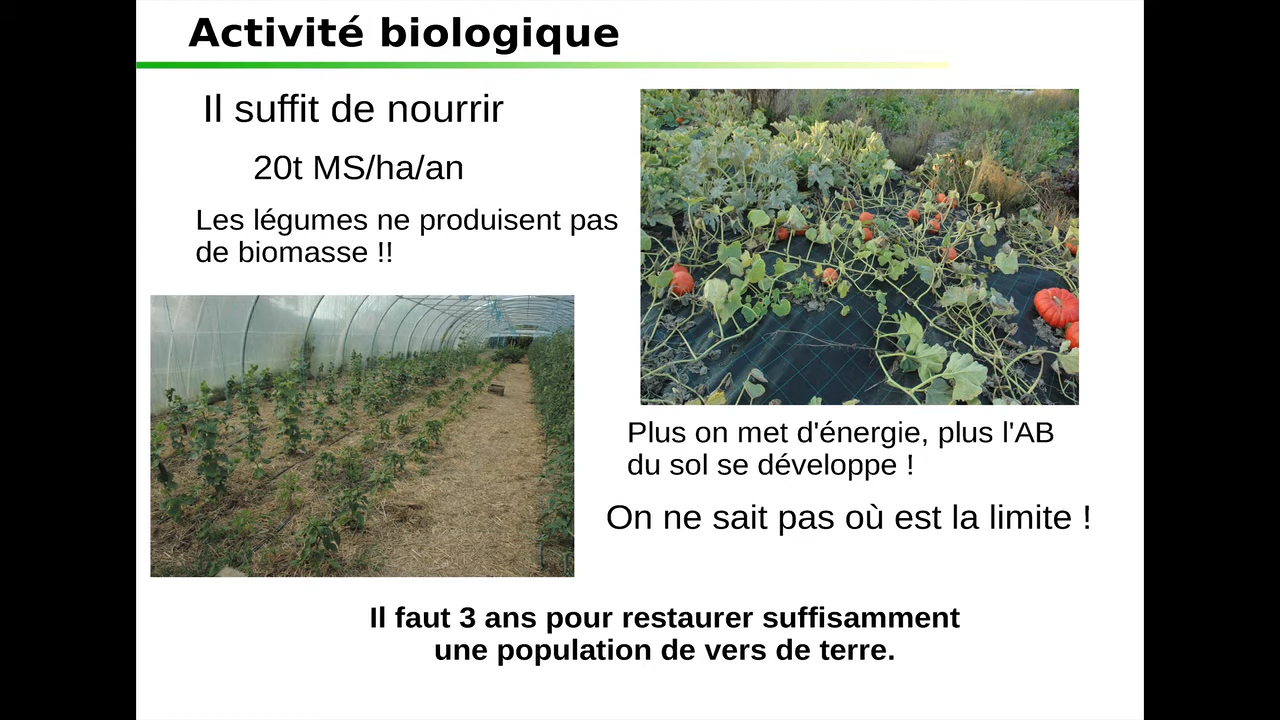 Activité biologique
Il suffit de nourrir
20t MS/ha/an
Les légumes ne produisent pas
de biomasse !!
Plus on met d'énergie, plus l'AB
du sol se développe !
On ne sait pas où est la limite !
Il faut 3 ans pour restaurer suffisamment
une population de vers de terre.